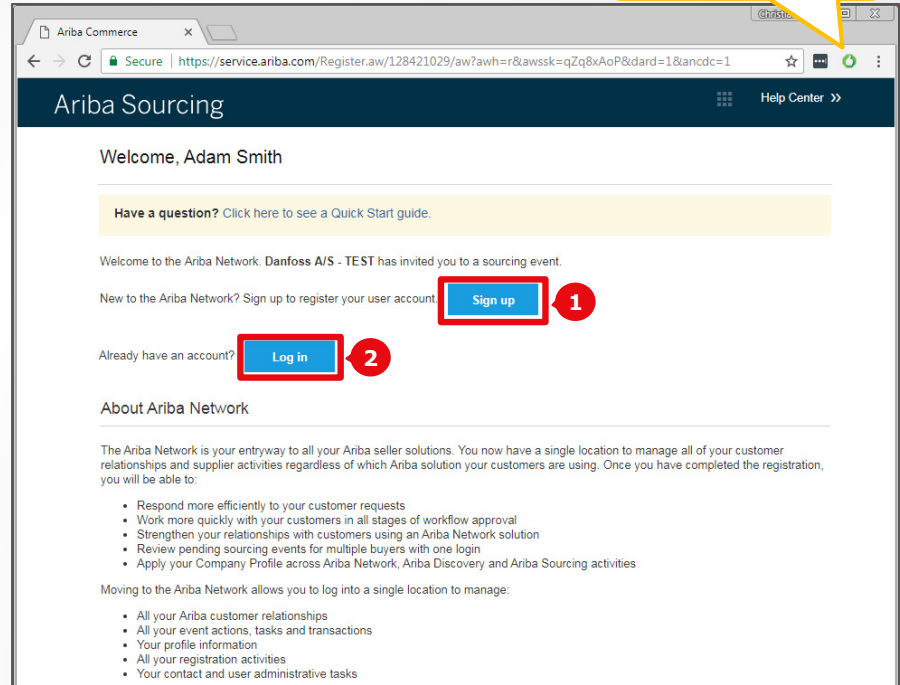 Ariba Commerce
Secure | https://service.ariba.com/Register.aw/128421029/aw?awh=r&awssk=qZq8xAoP&dard=1&ancdc=1
Ariba Sourcing
Help Center »
Welcome, Adam Smith
Have a question? Click here to see a Quick Start guide.
Welcome to the Ariba Network. Danfoss A/S - TEST has invited you to a sourcing event.
New to the Ariba Network? Sign up to register your user account. Sign up 1
Already have an account? Log in 2
About Ariba Network
The Ariba Network is your entryway to all your Ariba seller solutions. You now have a single location to manage all of your customer
relationships and supplier activities regardless of which Ariba solution your customers are using. Once you have completed the registration,
you will be able to:
• Respond more efficiently to your customer requests
• Work more quickly with your customers in all stages of workflow approval
• Strengthen your relationships with customers using an Ariba Network solution
• Review pending sourcing events for multiple buyers with one login
• Apply your Company Profile across Ariba Network, Ariba Discovery and Ariba Sourcing activities
Moving to the Ariba Network allows you to log into a single location to manage:
• All your Ariba customer relationships
• All your event actions, tasks and transactions
• Your profile information
• All your registration activities
• Your contact and user administrative tasks